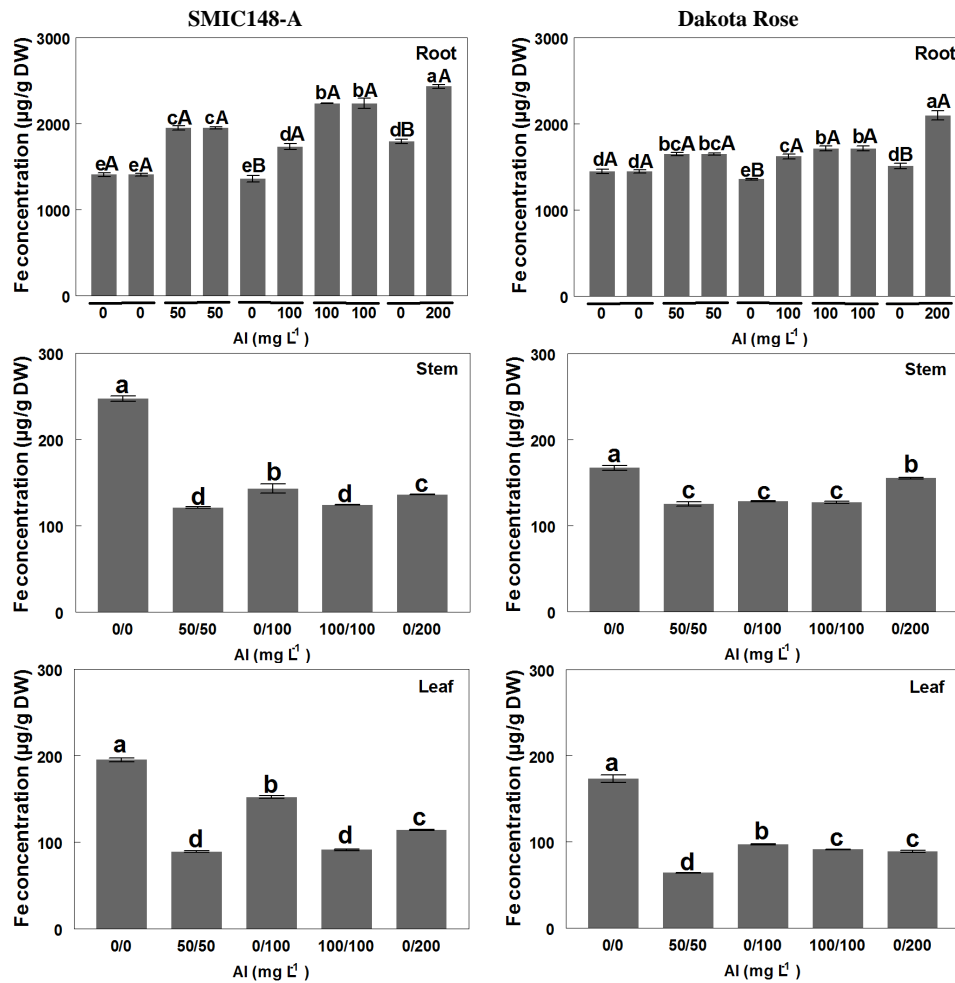 SMIC148-A
Dakota Rose
Fe concentration (µg/g DW)
3000
2000
1000
0
Root
eA eA cA cA eB dA bA bA dB aA
0 0 50 50 0 100 100 100 0 200
Al (mg L-1)
Fe concentration (µg/g DW)
3000
2000
1000
0
Root
dA dA bcA bcA eB cA bA bA dB aA
0 0 50 50 0 100 100 100 0 200
Al (mg L-1)
Fe concentration (µg/g DW)
300
200
100
0
Stem
a d b d c
0/0 50/50 0/100 100/100 0/200
Al (mg L-1)
Fe concentration (µg/g DW)
300
200
100
0
Stem
a c c c b
0/0 50/50 0/100 100/100 0/200
Al (mg L-1)
Fe concentration (µg/g DW)
300
200
100
0
Leaf
a d b d c
0/0 50/50 0/100 100/100 0/200
Al (mg L-1)
Fe concentration (µg/g DW)
300
200
100
0
Leaf
a d b c c
0/0 50/50 0/100 100/100 0/200
Al (mg L-1)